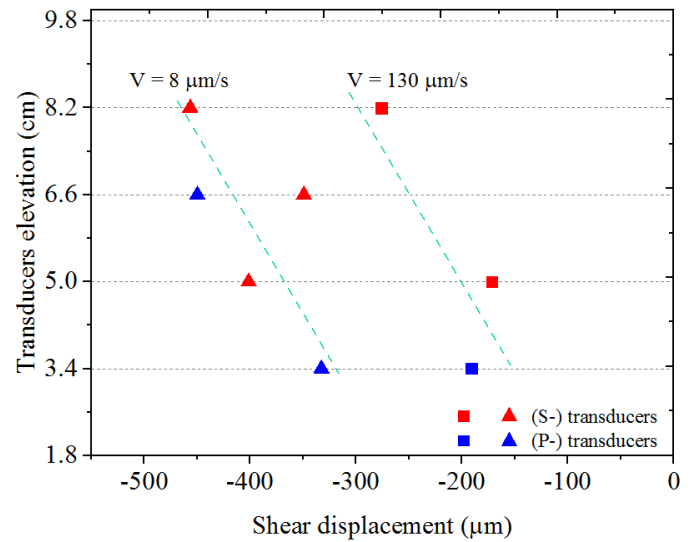 9.8
V = 8 μm/s
V = 130 μm/s
8.2
6.6
5.0
3.4
1.8
Transducers elevation (cm)
(S-) transducers
(P-) transducers
-500
-400
-300
-200
-100
0
Shear displacement (μm)